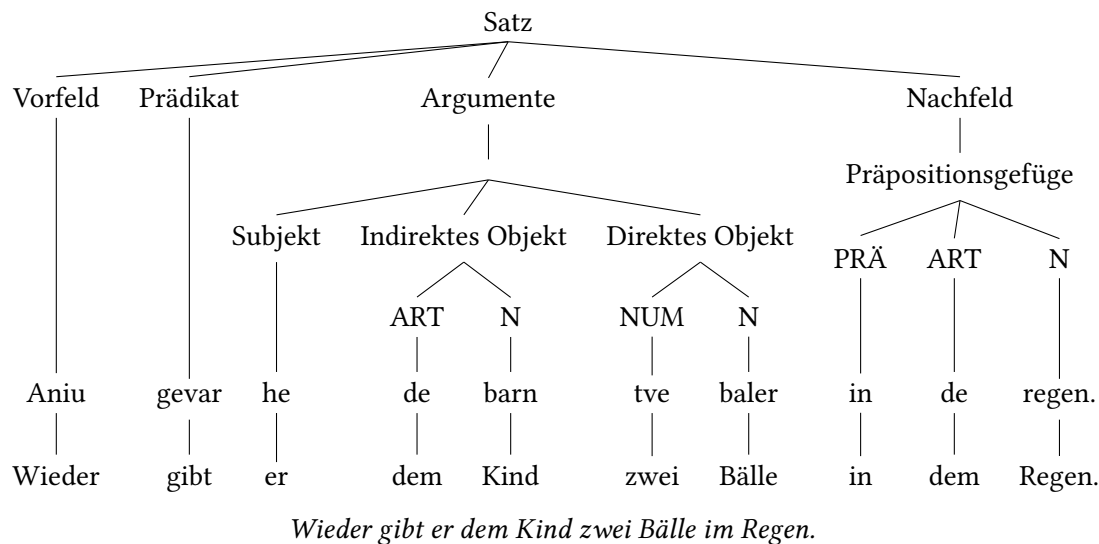 Satz
Vorfeld Prädikat Argumente Nachfeld
Präpositionsgefüge
Subjekt Indirektes Objekt Direktes Objekt
PRÄ ART N
ART N NUM N
Aniu gevar he de barn tve baler in de regen.
Wieder gibt er dem Kind zwei Bälle in dem Regen.
Wieder gibt er dem Kind zwei Bälle im Regen.